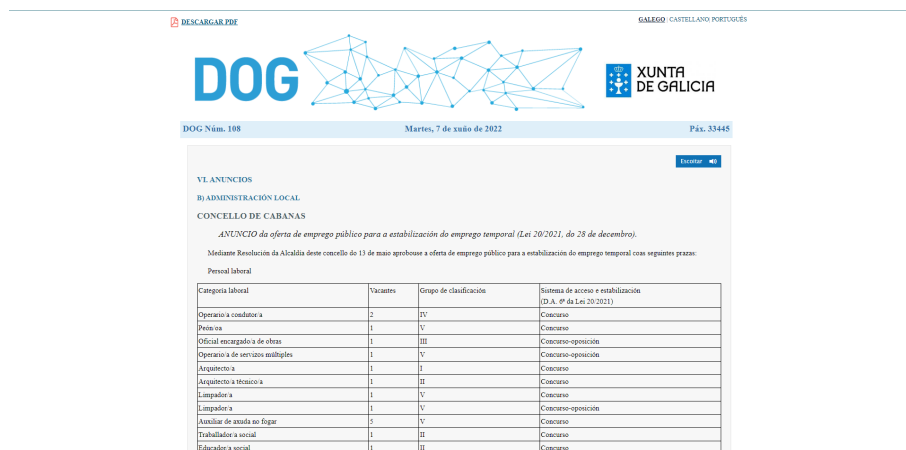 DESCARGAR PDF
GALEGO | CASTELLANO| PORTUGUÉS
DOG
XUNTA
DE GALICIA
DOG Núm. 108 Martes, 7 de xuño de 2022 Páx. 33445
Escoitar
VI. ANUNCIOS
B) ADMINISTRACIÓN LOCAL
CONCELLO DE CABANAS
ANUNCIO da oferta de emprego público para a estabilización do emprego temporal (Lei 20/2021, do 28 de decembro).
Mediante Resolución da Alcaldía deste concello do 13 de maio aprobouse a oferta de emprego público para a estabilización do emprego temporal coas seguintes prazas:
Persoal laboral
Categoría laboral Vacantes Grupo de clasificación Sistema de acceso e estabilización
(D.A. 6ª da Lei 20/2021)
Operario/a condutor/a 2 IV Concurso
Peón/oa 1 V Concurso
Oficial encargado/a de obras 1 III Concurso-oposición
Operario/a de servizos múltiples 1 V Concurso-oposición
Arquitecto/a 1 I Concurso
Arquitecto/a técnico/a 1 II Concurso
Limpador/a 1 V Concurso
Limpador/a 1 V Concurso-oposición
Auxiliar de axuda no fogar 5 V Concurso
Traballador/a social 1 II Concurso
Educador/a social 1 II Concurso